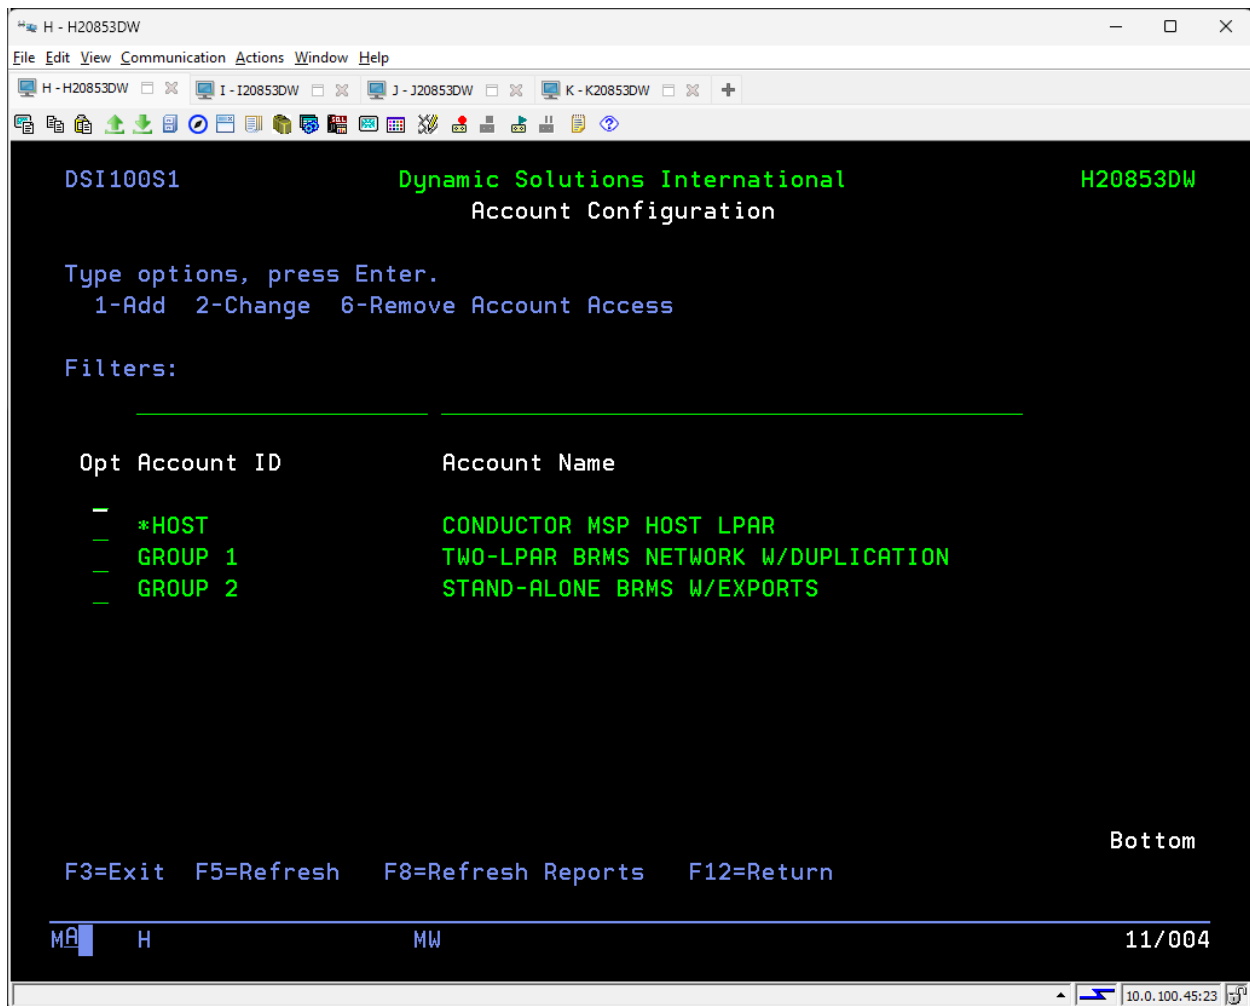 H - H20853DW
File Edit View Communication Actions Window Help
H - H20853DW I - I20853DW J - J20853DW K - K20853DW
DSI100S1 Dynamic Solutions International H20853DW
Account Configuration
Type options, press Enter.
1-Add 2-Change 6-Remove Account Access
Filters:
Opt Account ID Account Name
*HOST CONDUCTOR MSP HOST LPAR
GROUP 1 TWO-LPAR BRMS NETWORK W/DUPLICATION
GROUP 2 STAND-ALONE BRMS W/EXPORTS
Bottom
F3=Exit F5=Refresh F8=Refresh Reports F12=Return
MA H MW 11/004
10.0.100.45:23